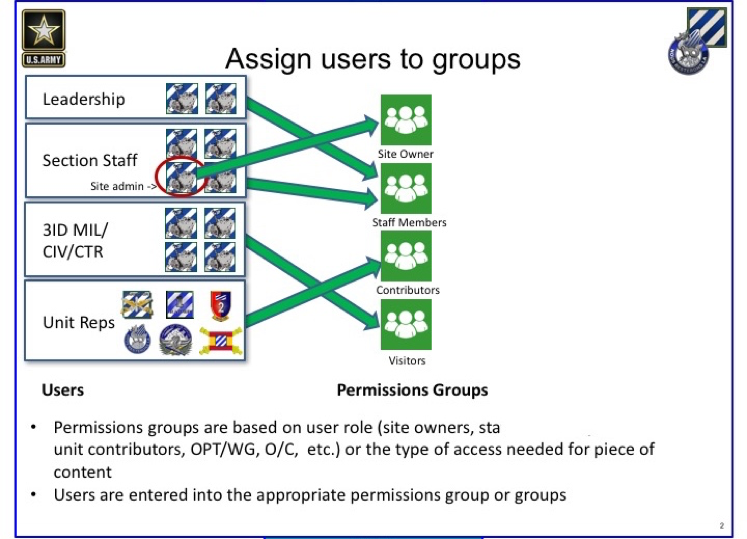 U.S.ARMY
Assign users to groups
Leadership
Section Staff
Site admin ->
3ID MIL/
CIV/CTR
Unit Reps
2
Site Owner
Staff Members
Contributors
Visitors
Users
Permissions Groups
• Permissions groups are based on user role (site owners, sta
unit contributors, OPT/WG, O/C, etc.) or the type of access needed for piece of
content
• Users are entered into the appropriate permissions group or groups
2